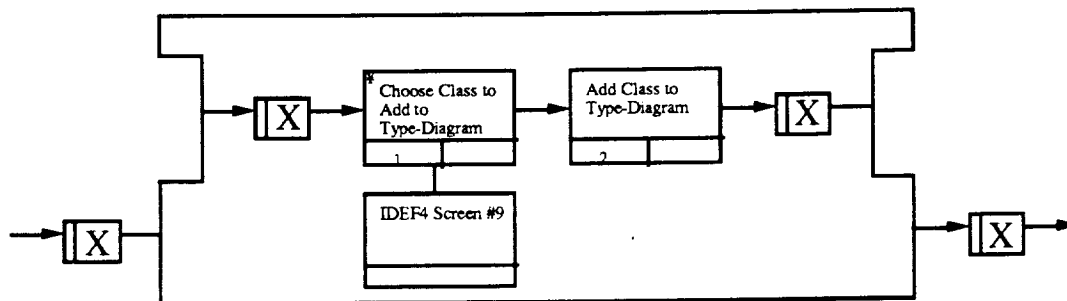 X
¥
Choose Class to
Add to
Type-Diagram
1
Add Class to
Type-Diagram
2
X
IDEF4 Screen #9
X
X